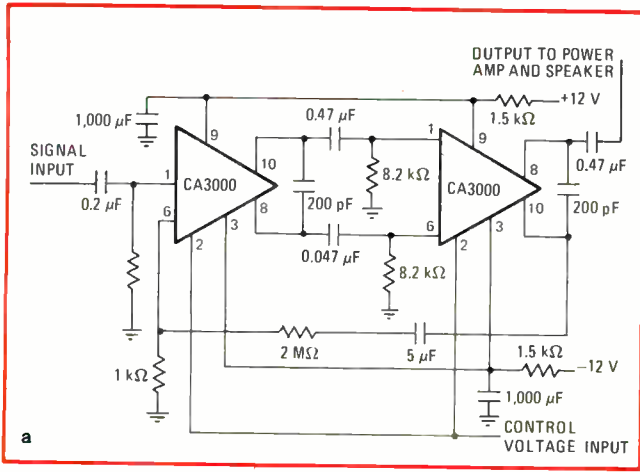 OUTPUT TO POWER
AMP AND SPEAKER
+12 V
1.5 kΩ
1,000 µF
0.47 µF
0.47 µF
SIGNAL
INPUT
9
10
1
9
8
1
CA3000
8.2 kΩ
CA3000
0.2 µF
200 pF
200 pF
6
8
6
10
3
3
2
2
0.047 µF
8.2 kΩ
2 MΩ
5 µF
1.5 kΩ
−12 V
1 kΩ
1,000 µF
CONTROL
VOLTAGE INPUT
a